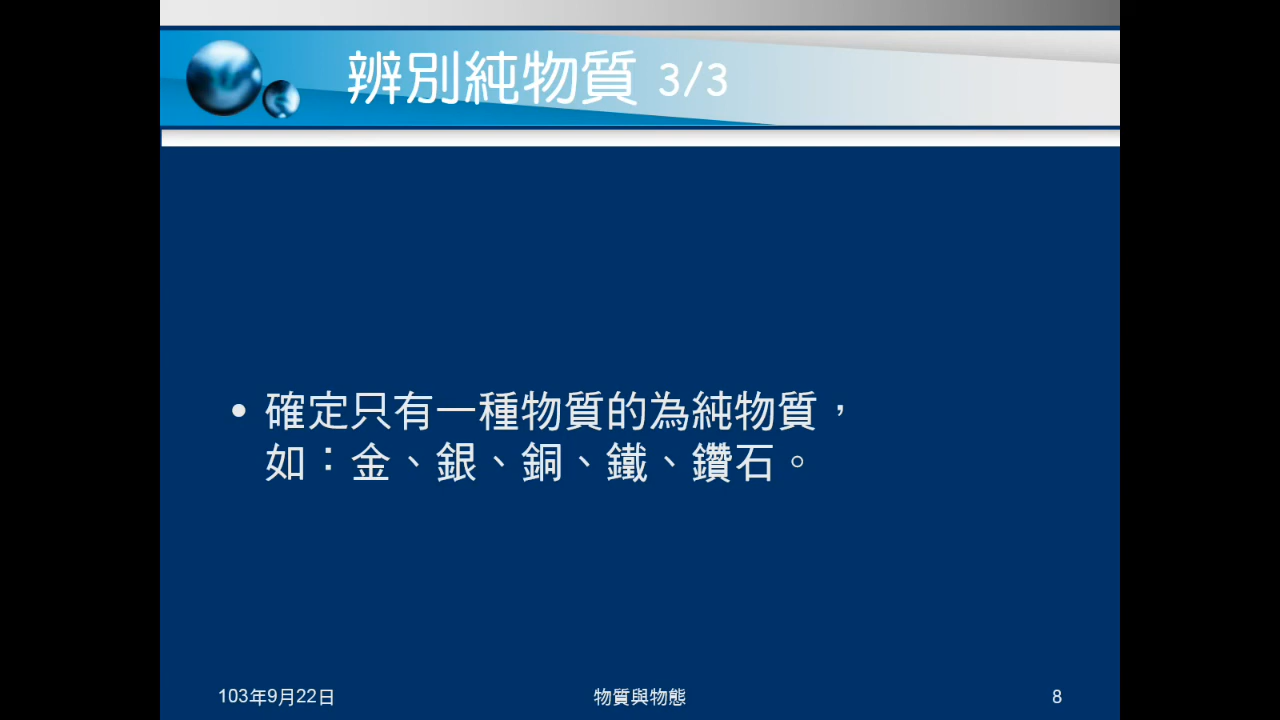 辨別純物質 3/3
• 確定只有一種物質的為純物質，
如：金、銀、銅、鐵、鑽石。
103年9月22日
物質與物態
8